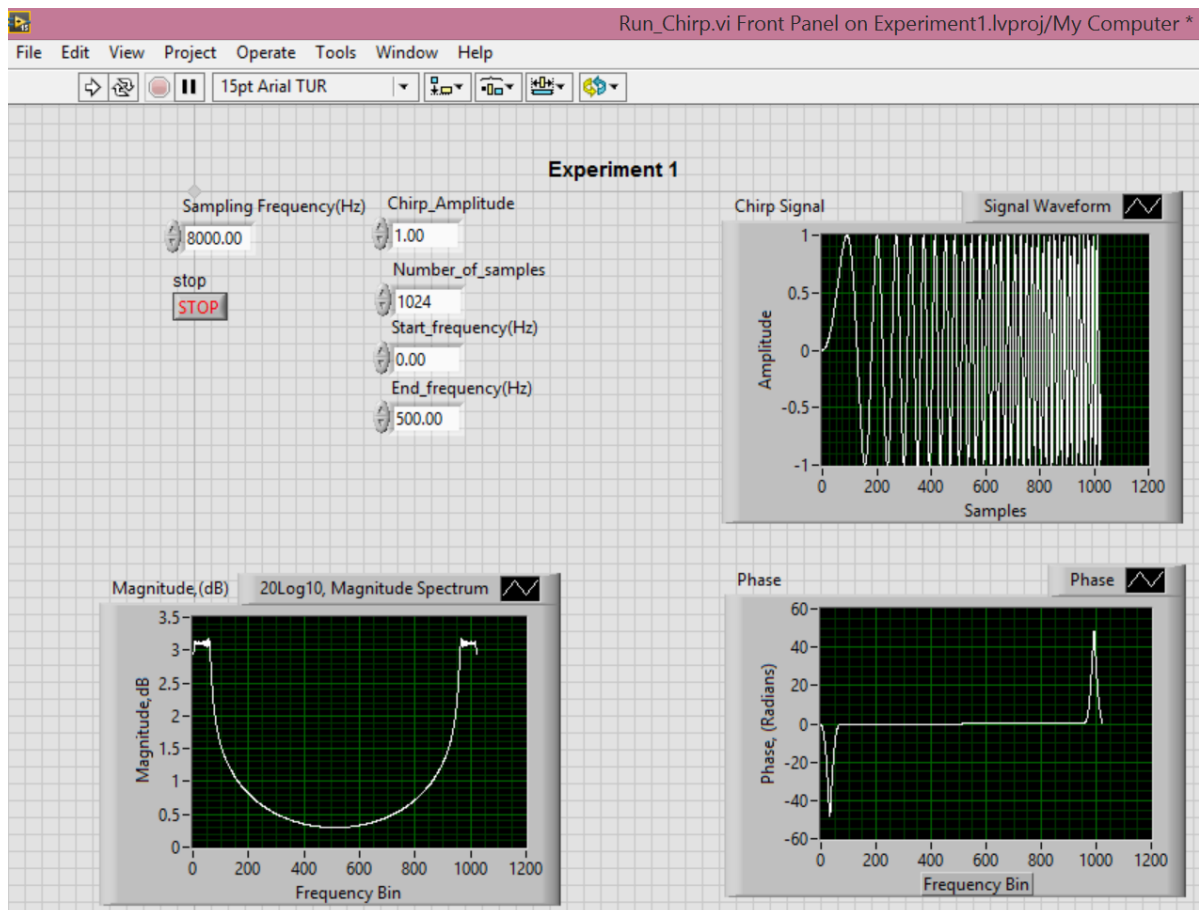 Run_Chirp.vi Front Panel on Experiment1.lvproj/My Computer *
File Edit View Project Operate Tools Window Help
15pt Arial TUR
Experiment 1
Sampling Frequency(Hz)
8000.00
stop
STOP
Chirp_Amplitude
1.00
Number_of_samples
1024
Start_frequency(Hz)
0.00
End_frequency(Hz)
500.00
Chirp Signal
Signal Waveform
Amplitude
1
0.5
0
-0.5
-1
0 200 400 600 800 1000 1200
Samples
Magnitude,(dB)
20Log10, Magnitude Spectrum
Magnitude,dB
3.5
3
2.5
2
1.5
1
0.5
0
0 200 400 600 800 1000 1200
Frequency Bin
Phase
Phase
Phase, (Radians)
60
40
20
0
-20
-40
-60
0 200 400 600 800 1000 1200
Frequency Bin